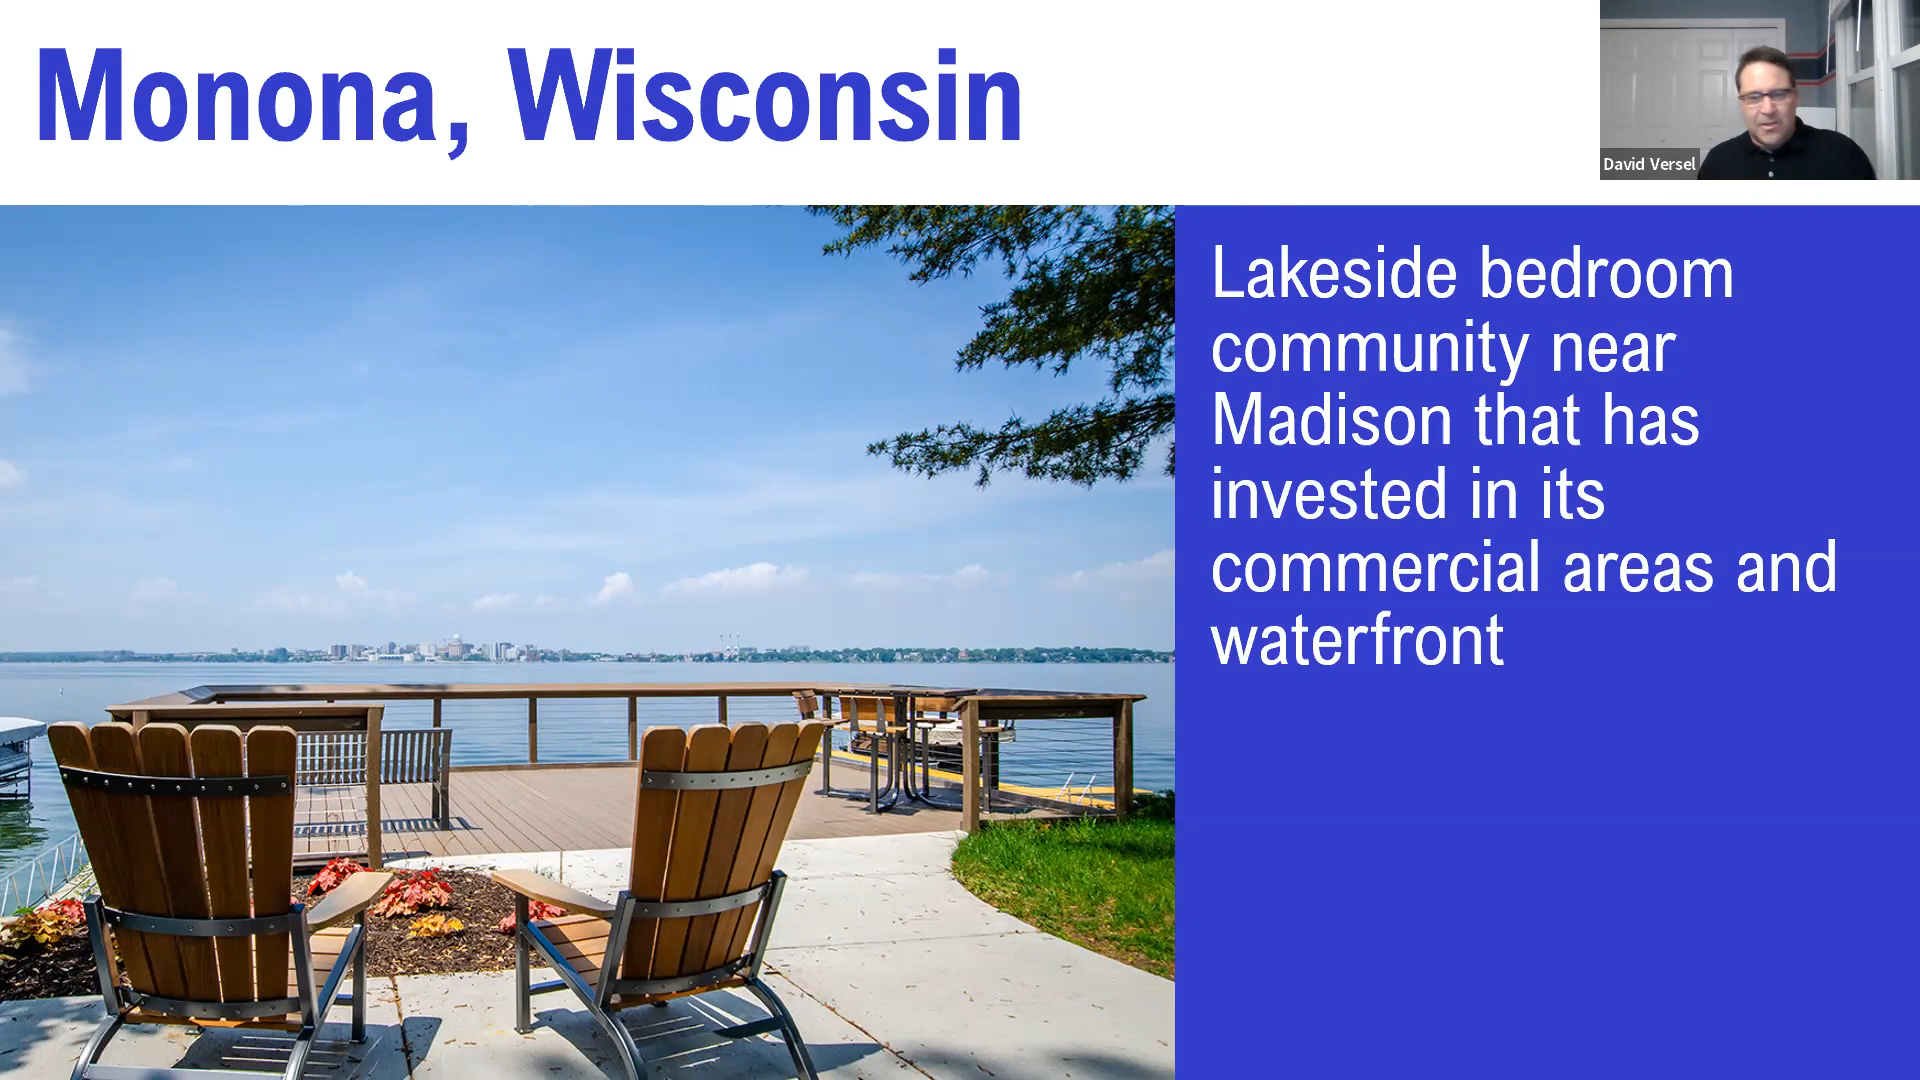 Monona, Wisconsin
David Versel
Lakeside bedroom
community near
Madison that has
invested in its
commercial areas and
waterfront